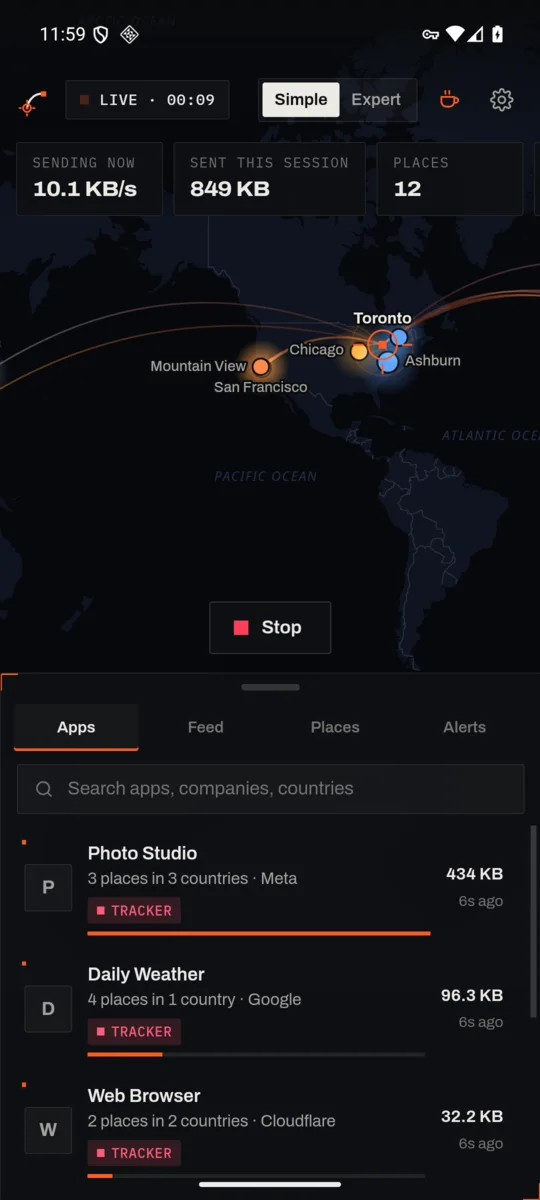 11:59
LIVE · 00:09
Simple
Expert
SENDING NOW
10.1 KB/s
SENT THIS SESSION
849 KB
PLACES
12
Toronto
Chicago
Ashburn
Mountain View
San Francisco
ATLANTIC OCE
PACIFIC OCEAN
Stop
Apps
Feed
Places
Alerts
Search apps, companies, countries
P
Photo Studio
3 places in 3 countries · Meta
TRACKER
434 KB
6s ago
D
Daily Weather
4 places in 1 country · Google
TRACKER
96.3 KB
6s ago
W
Web Browser
2 places in 2 countries · Cloudflare
TRACKER
32.2 KB
6s ago